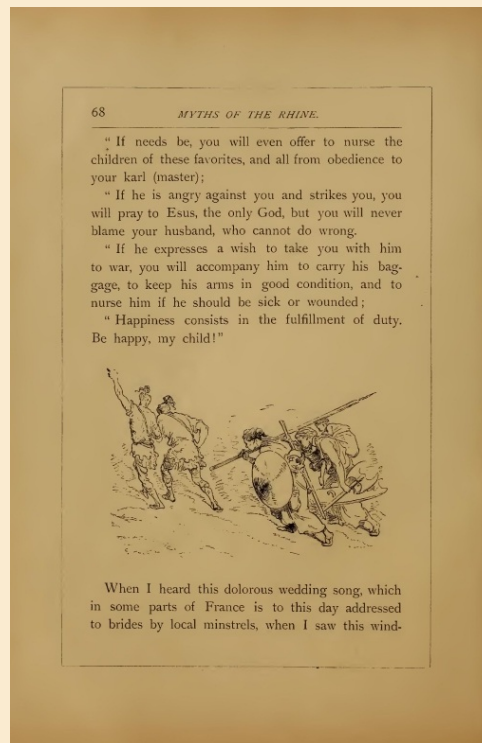 68
MYTHS OF THE RHINE.
" If needs be, you will even offer to nurse the
children of these favorites, and all from obedience to
your karl (master);
" If he is angry against you and strikes you, you
will pray to Esus, the only God, but you will never
blame your husband, who cannot do wrong.
" If he expresses a wish to take you with him
to war, you will accompany him to carry his bag-
gage, to keep his arms in good condition, and to
nurse him if he should be sick or wounded;
" Happiness consists in the fulfillment of duty.
Be happy, my child!"
When I heard this dolorous wedding song, which
in some parts of France is to this day addressed
to brides by local minstrels, when I saw this wind-